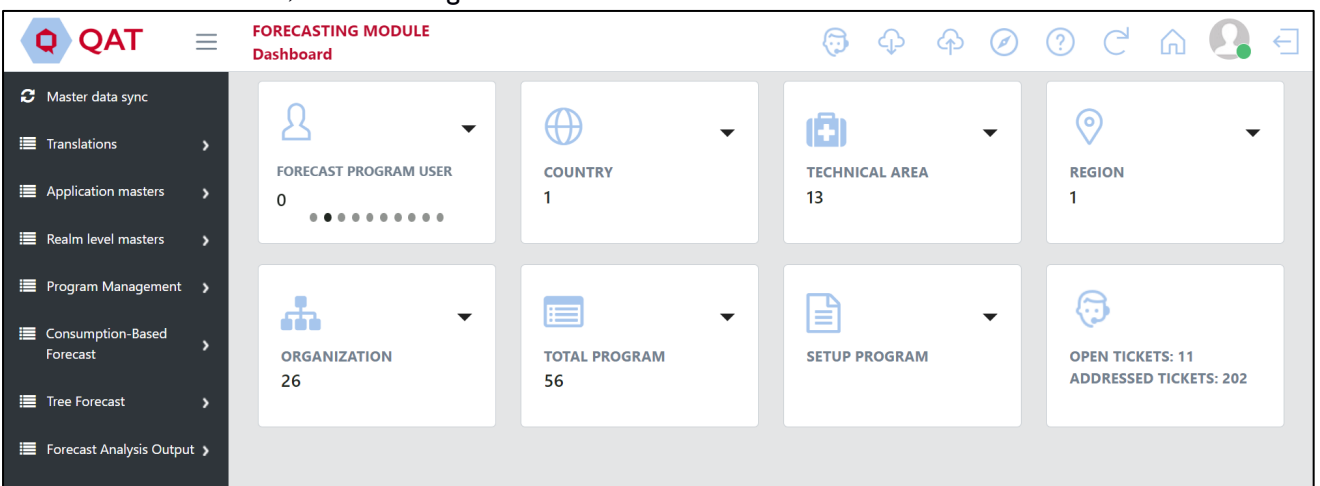 QAT
FORECASTING MODULE
Dashboard
Master data sync
Translations
Application masters
Realm level masters
Program Management
Consumption-Based
Forecast
Tree Forecast
Forecast Analysis Output
FORECAST PROGRAM USER
0
COUNTRY
1
TECHNICAL AREA
13
REGION
1
ORGANIZATION
26
TOTAL PROGRAM
56
SETUP PROGRAM
OPEN TICKETS: 11
ADDRESSED TICKETS: 202